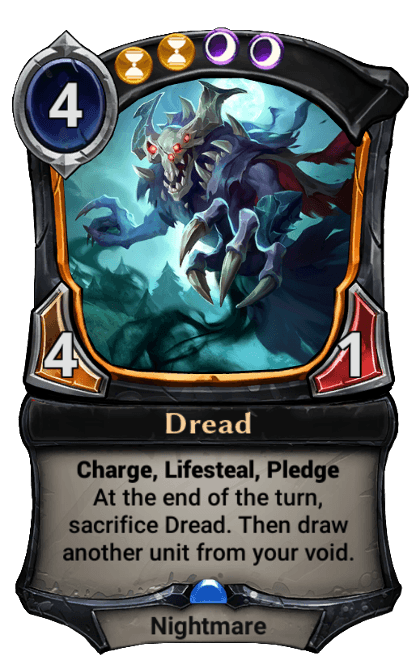 4
4
1
Dread
Charge, Lifesteal, Pledge
At the end of the turn,
sacrifice Dread. Then draw
another unit from your void.
Nightmare